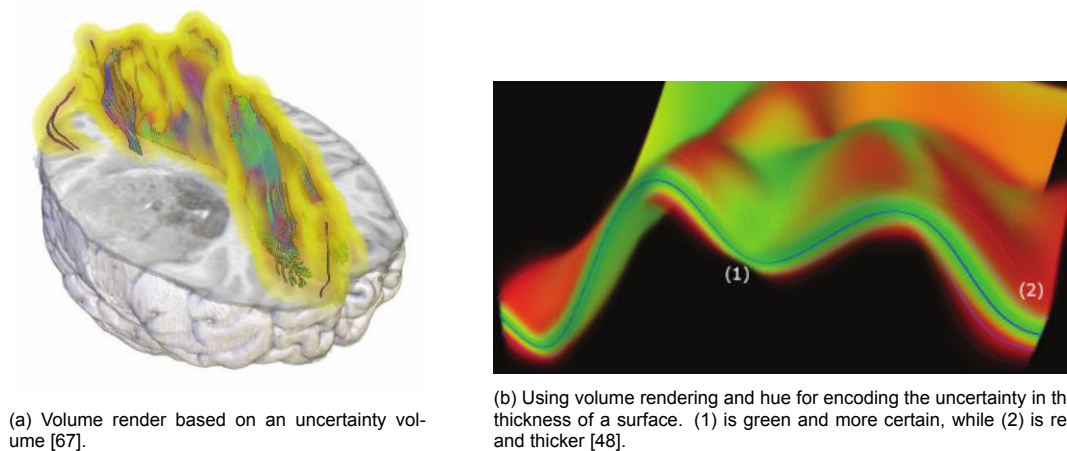 (1)
(2)
(a) Volume render based on an uncertainty vol-
ume [67].
(b) Using volume rendering and hue for encoding the uncertainty in th
thickness of a surface. (1) is green and more certain, while (2) is re
and thicker [48].